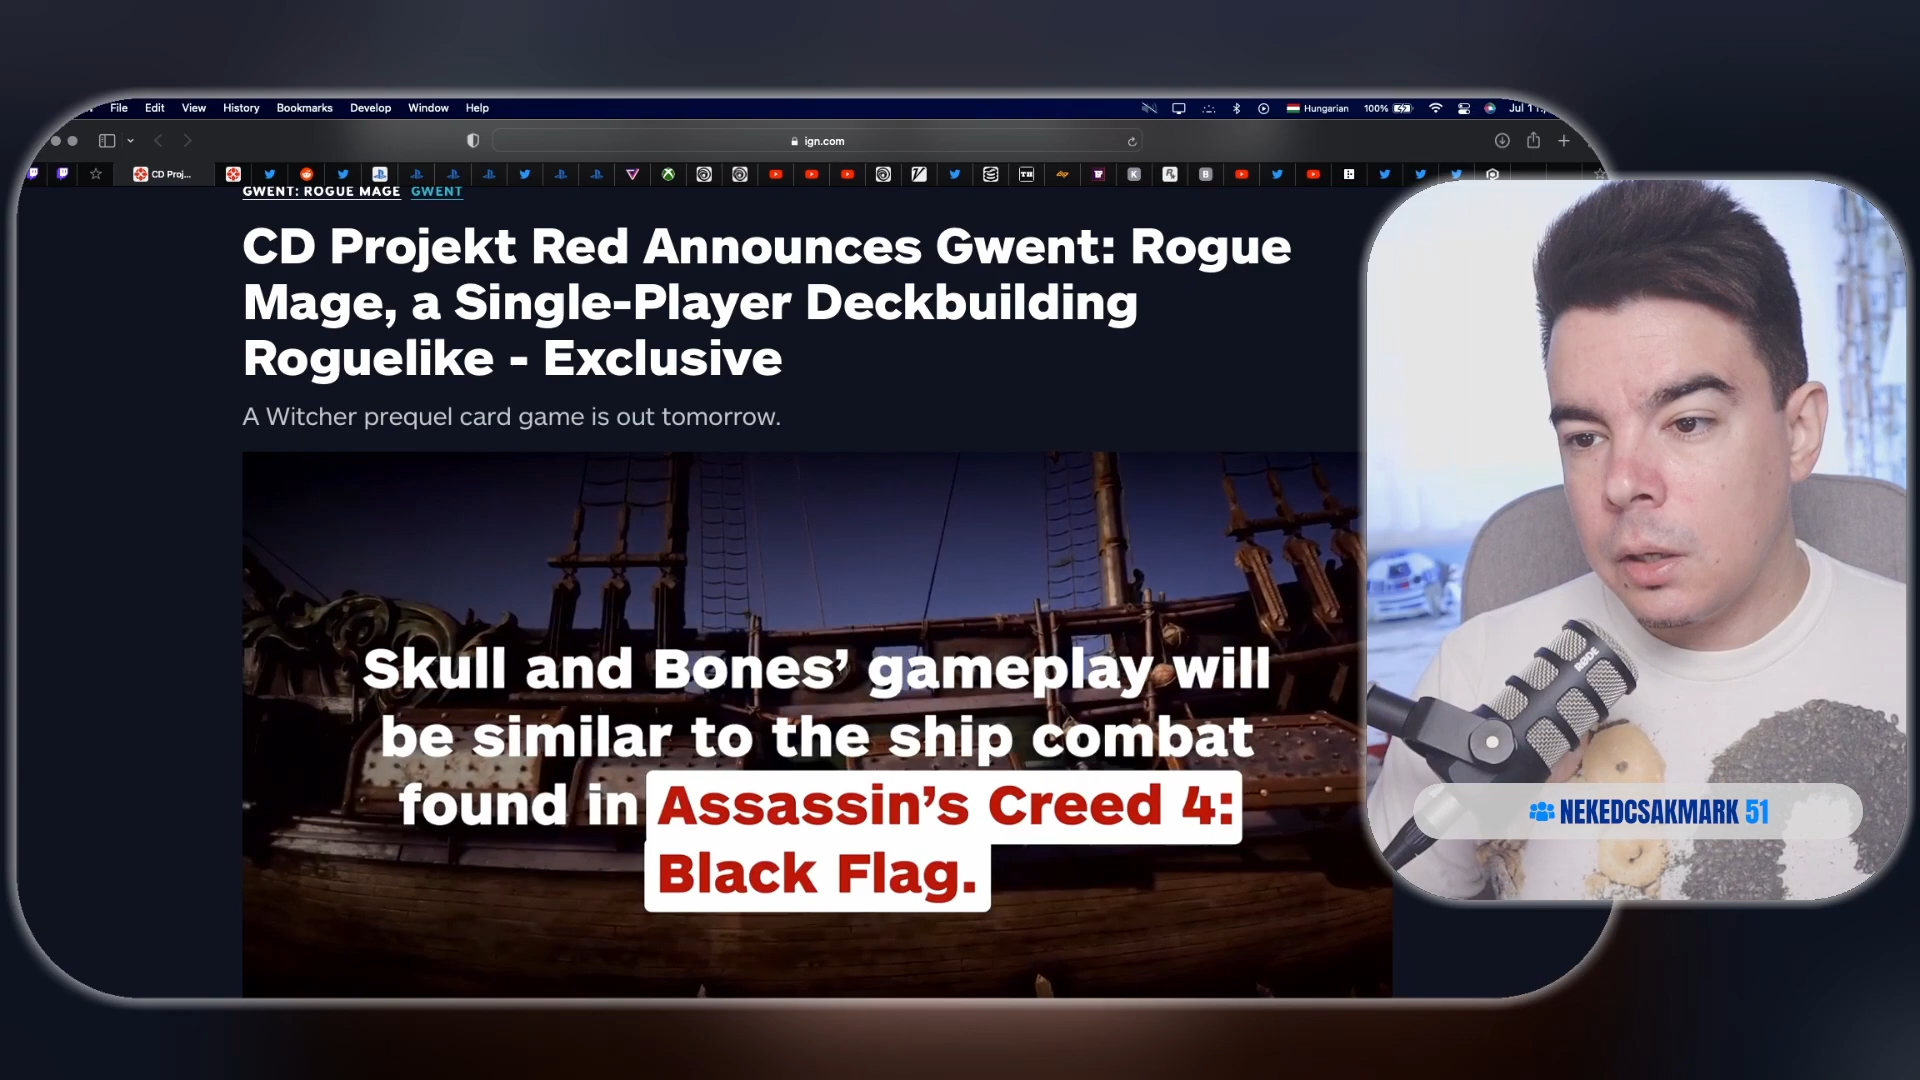 File Edit View History Bookmarks Develop Window Help
Hungarian 100% Jul 1
ign.com
CD Proj...
GWENT: ROGUE MAGE GWENT
CD Projekt Red Announces Gwent: Rogue
Mage, a Single-Player Deckbuilding
Roguelike - Exclusive
A Witcher prequel card game is out tomorrow.
Skull and Bones’ gameplay will
be similar to the ship combat
found in Assassin’s Creed 4:
Black Flag.
RØDE
NEKEDCSAKMARK 51